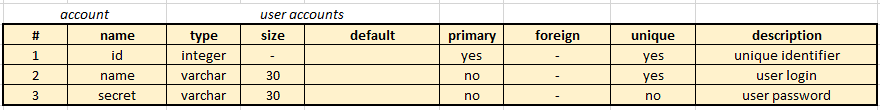 account user accounts
# name type size default primary foreign unique description
1 id integer - yes - yes unique identifier
2 name varchar 30 no - yes user login
3 secret varchar 30 no - no user password